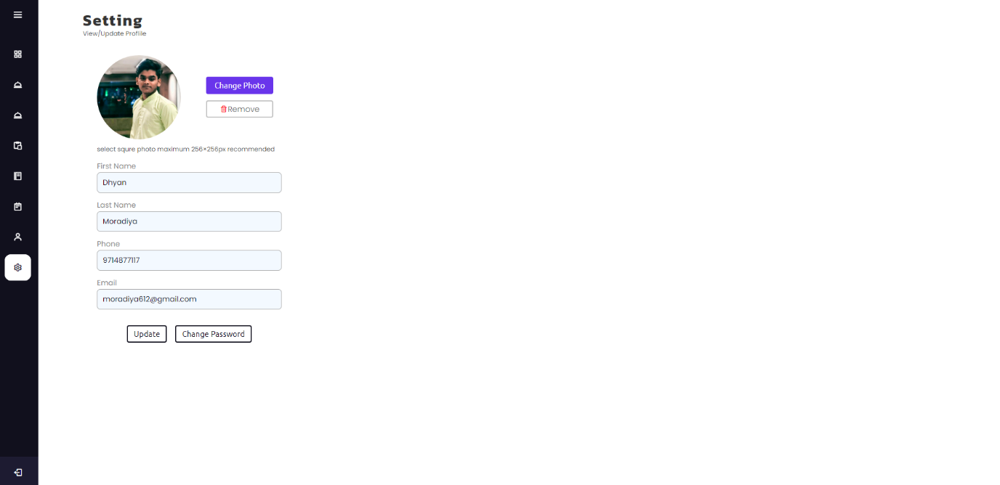 Setting
View/Update Proflile
Change Photo
Remove
select squre photo maximum 256×256px recommended
First Name
Dhyan
Last Name
Moradiya
Phone
9714877117
Email
moradiya612@gmail.com
Update Change Password